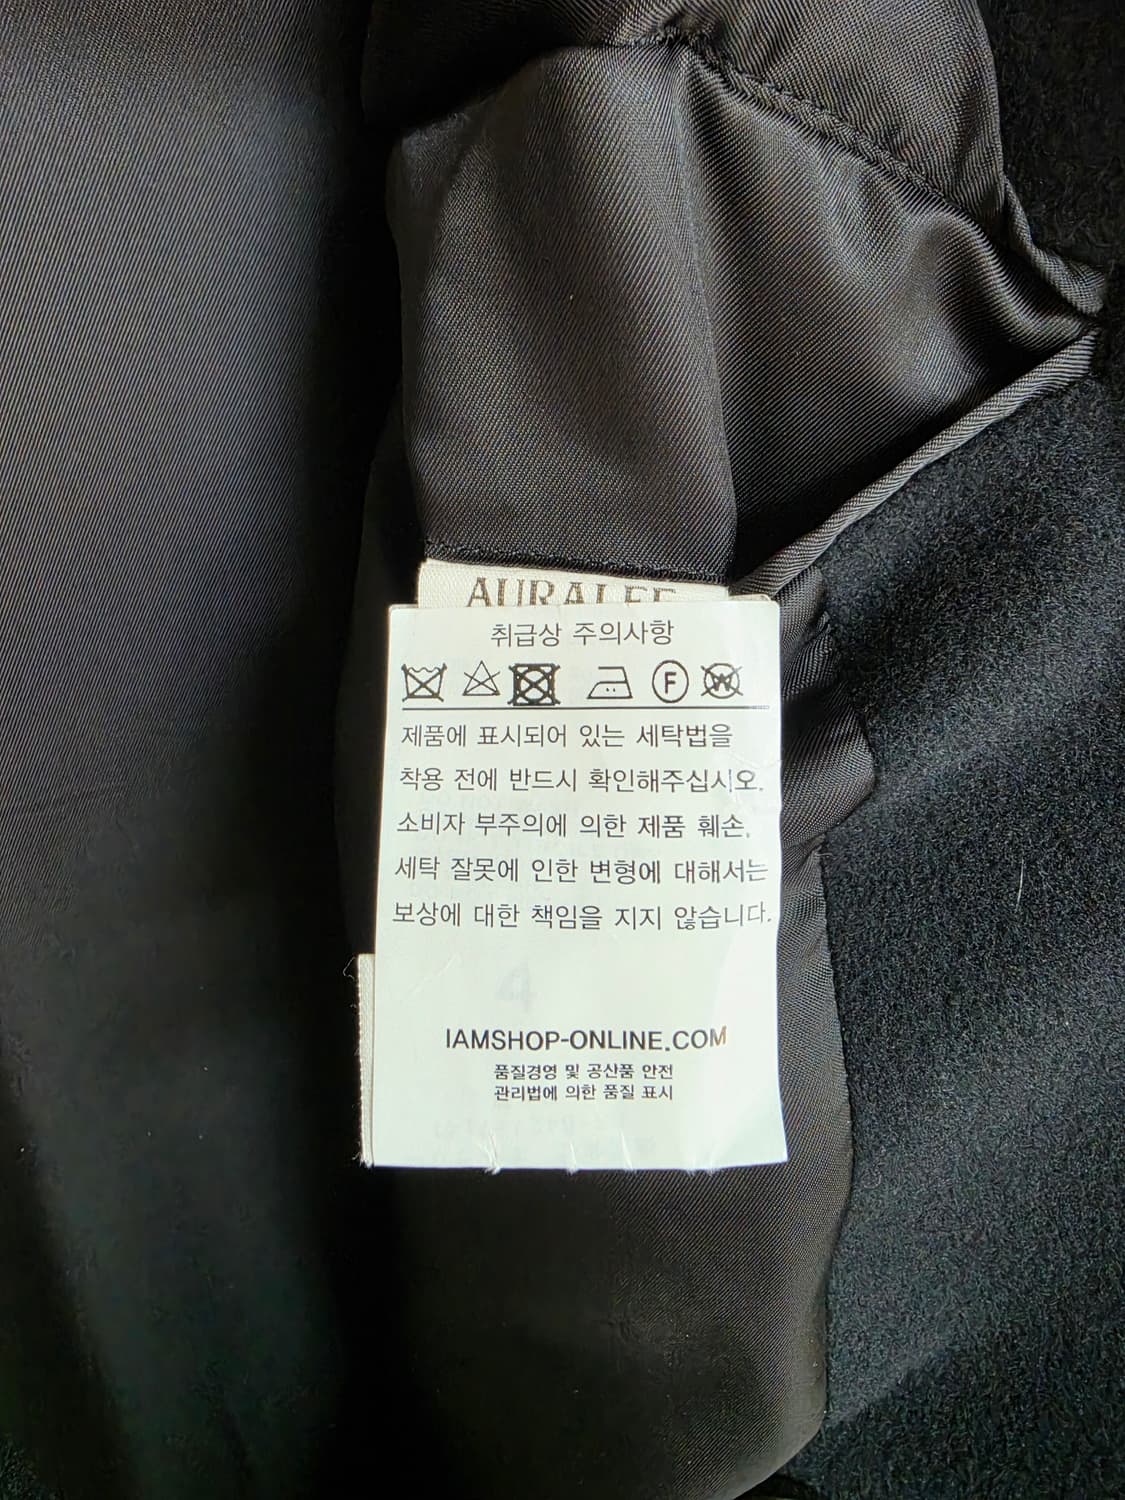 AURALEE
취급상 주의사항
F W
제품에 표시되어 있는 세탁법을
착용 전에 반드시 확인해주십시오.
소비자 부주의에 의한 제품 훼손,
세탁 잘못에 인한 변형에 대해서는
보상에 대한 책임을 지지 않습니다.
4
IAMSHOP-ONLINE.COM
품질경영 및 공산품 안전
관리법에 의한 품질 표시